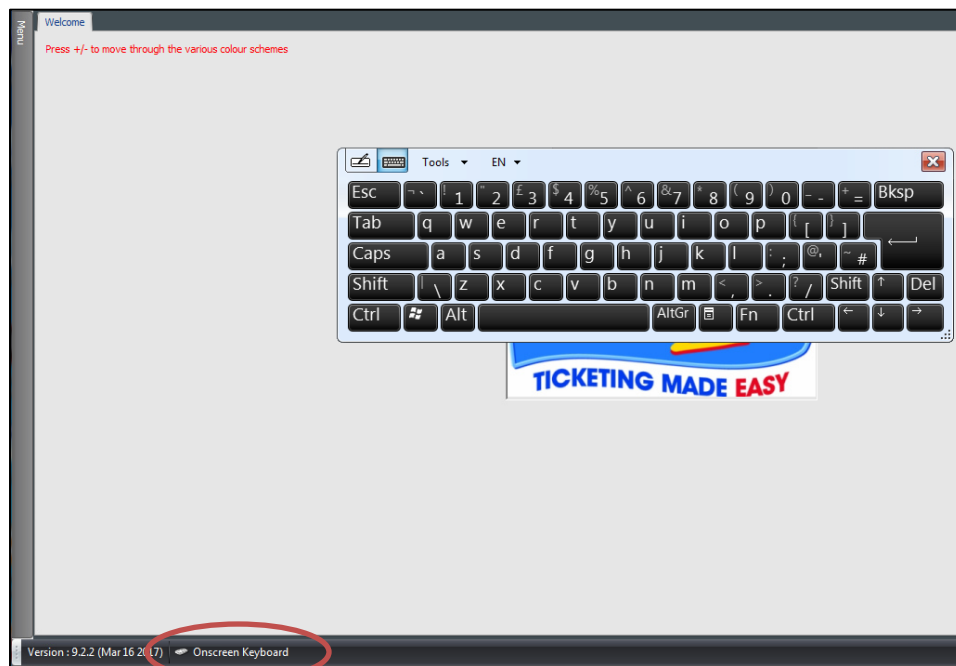 Menu
Welcome
Press +/- to move through the various colour schemes
Tools EN
Esc ¬ ` ! 1 " 2 £ 3 $ 4 % 5 ^ 6 & 7 * 8 ( 9 ) 0 _ - + = Bksp
Tab q w e r t y u i o p { [ } ]
Caps a s d f g h j k l : ; @ ' ~ #
Shift | \ z x c v b n m < , > . ? / Shift ↑ Del
Ctrl Alt AltGr Fn Ctrl ← ↓ →
TICKETING MADE EASY
Version : 9.2.2 (Mar 16 2017) Onscreen Keyboard